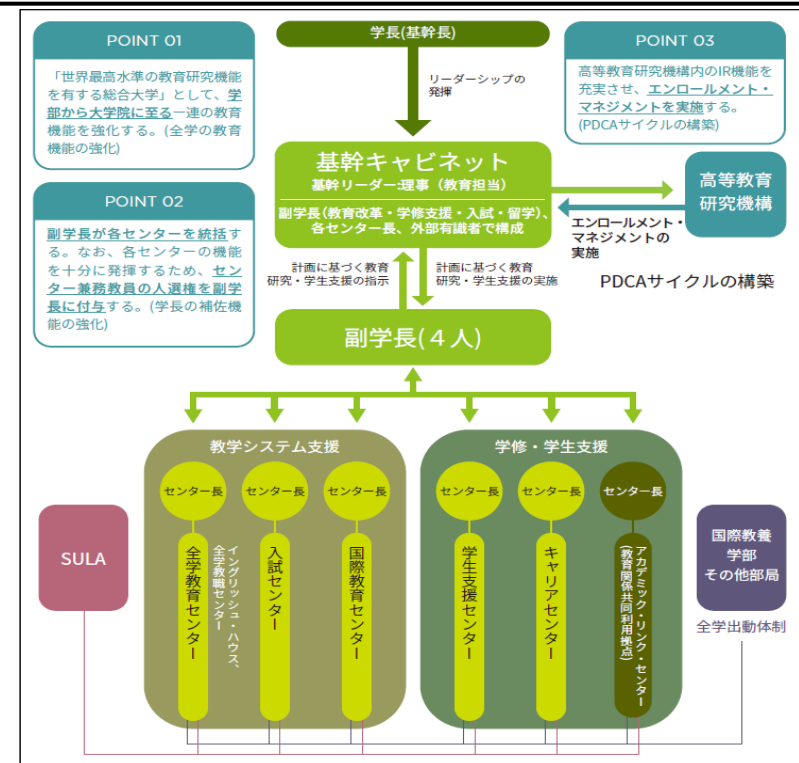 POINT 01
「世界最高水準の教育研究機能
を有する総合大学」として、学
部から大学院に至る一連の教育
機能を強化する。(全学の教育
機能の強化)
学長(基幹長)
リーダーシップの
発揮
POINT 03
高等教育研究機構内のIR機能を
充実させ、エンロールメント・
マネジメントを実施する。
(PDCAサイクルの構築)
POINT 02
副学長が各センターを統括す
る。なお、各センターの機能
を十分に発揮するため、セン
ター兼務教員の人選権を副学
長に付与する。(学長の補佐機
能の強化)
基幹キャビネット
基幹リーダー:理事（教育担当）
副学長（教育改革・学修支援・入試・留学）、
各センター長、外部有識者で構成
高等教育
研究機構
エンロールメント・
マネジメントの
実施
PDCAサイクルの構築
計画に基づく教育
研究・学生支援の指示
計画に基づく教育
研究・学生支援の実施
副学長(４人)
教学システム支援
センター長
センター長
センター長
全学教育センター
イングリッシュ・ハウス、
全学教職センター
入試センター
国際教育センター
学修・学生支援
センター長
センター長
センター長
学生支援センター
キャリアセンター
アカデミック・リンク・センター
(教育関係共同利用拠点)
SULA
国際教養
学部
その他部局
全学出動体制